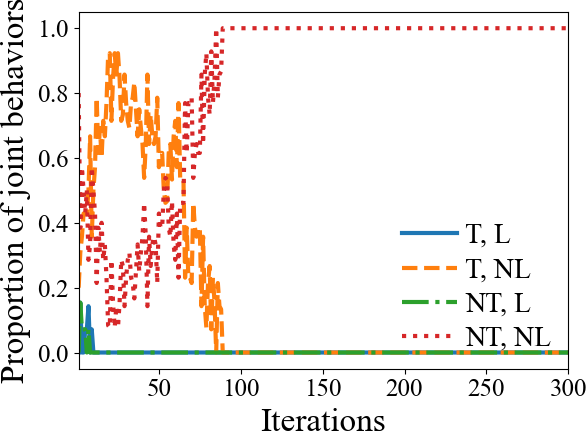 Proportion of joint behaviors
1.0
0.8
0.6
0.4
0.2
0.0
T, L
T, NL
NT, L
NT, NL
50
100
150
200
250
300
Iterations